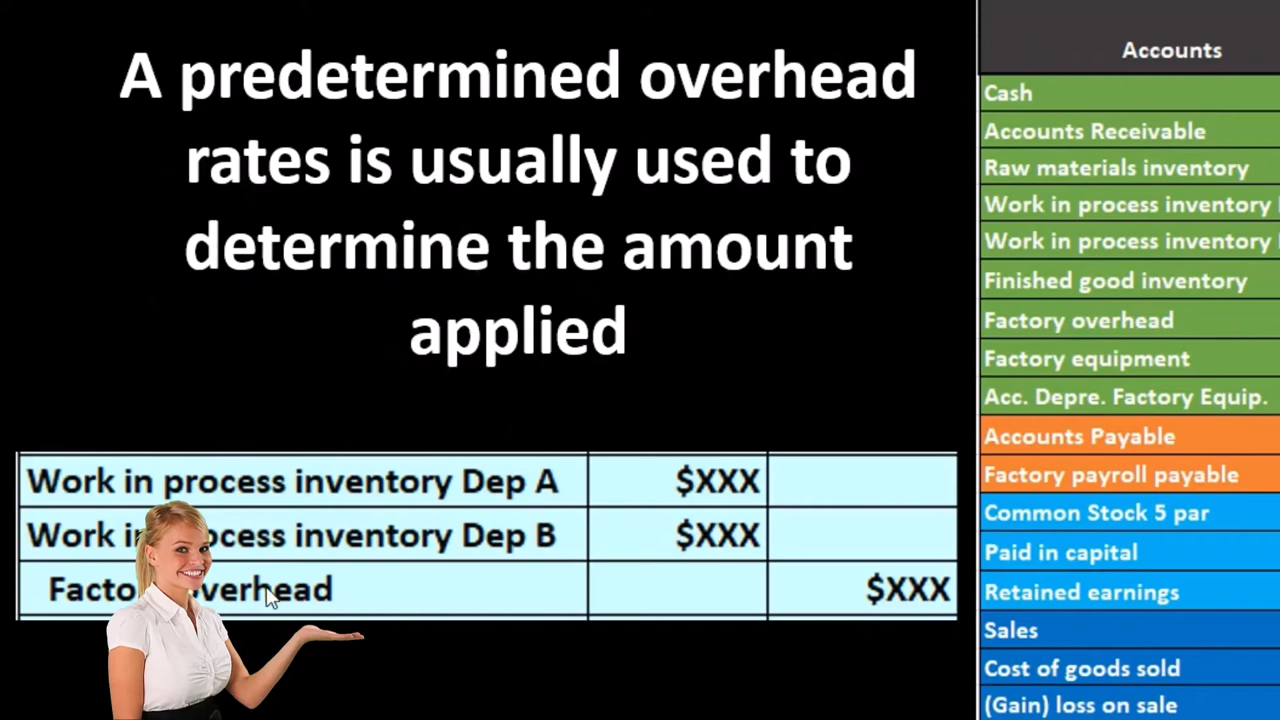 A predetermined overhead
rates is usually used to
determine the amount
applied
Work in process inventory Dep A $XXX
Work in process inventory Dep B $XXX
Factory overhead $XXX
Accounts
Cash
Accounts Receivable
Raw materials inventory
Work in process inventory
Work in process inventory
Finished good inventory
Factory overhead
Factory equipment
Acc. Depre. Factory Equip.
Accounts Payable
Factory payroll payable
Common Stock 5 par
Paid in capital
Retained earnings
Sales
Cost of goods sold
(Gain) loss on sale